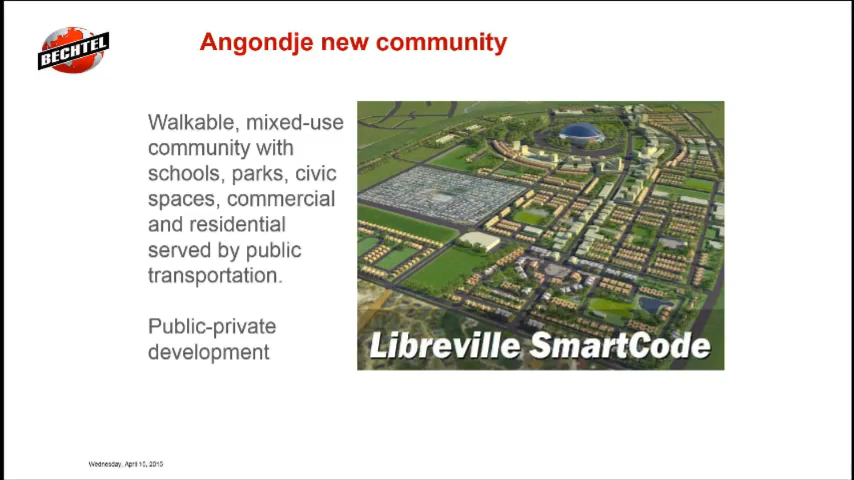 BECHTEL
Angondje new community
Walkable, mixed-use
community with
schools, parks, civic
spaces, commercial
and residential
served by public
transportation.
Public-private
development
Libreville SmartCode
Wednesday, April 15, 2015